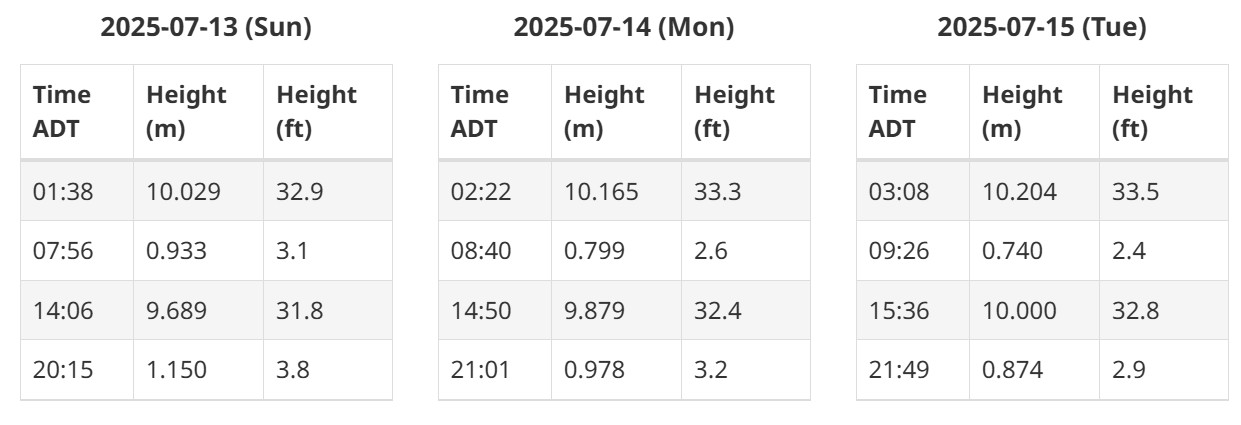 2025-07-13 (Sun)
Time ADT Height (m) Height (ft)
01:38 10.029 32.9
07:56 0.933 3.1
14:06 9.689 31.8
20:15 1.150 3.8
2025-07-14 (Mon)
Time ADT Height (m) Height (ft)
02:22 10.165 33.3
08:40 0.799 2.6
14:50 9.879 32.4
21:01 0.978 3.2
2025-07-15 (Tue)
Time ADT Height (m) Height (ft)
03:08 10.204 33.5
09:26 0.740 2.4
15:36 10.000 32.8
21:49 0.874 2.9